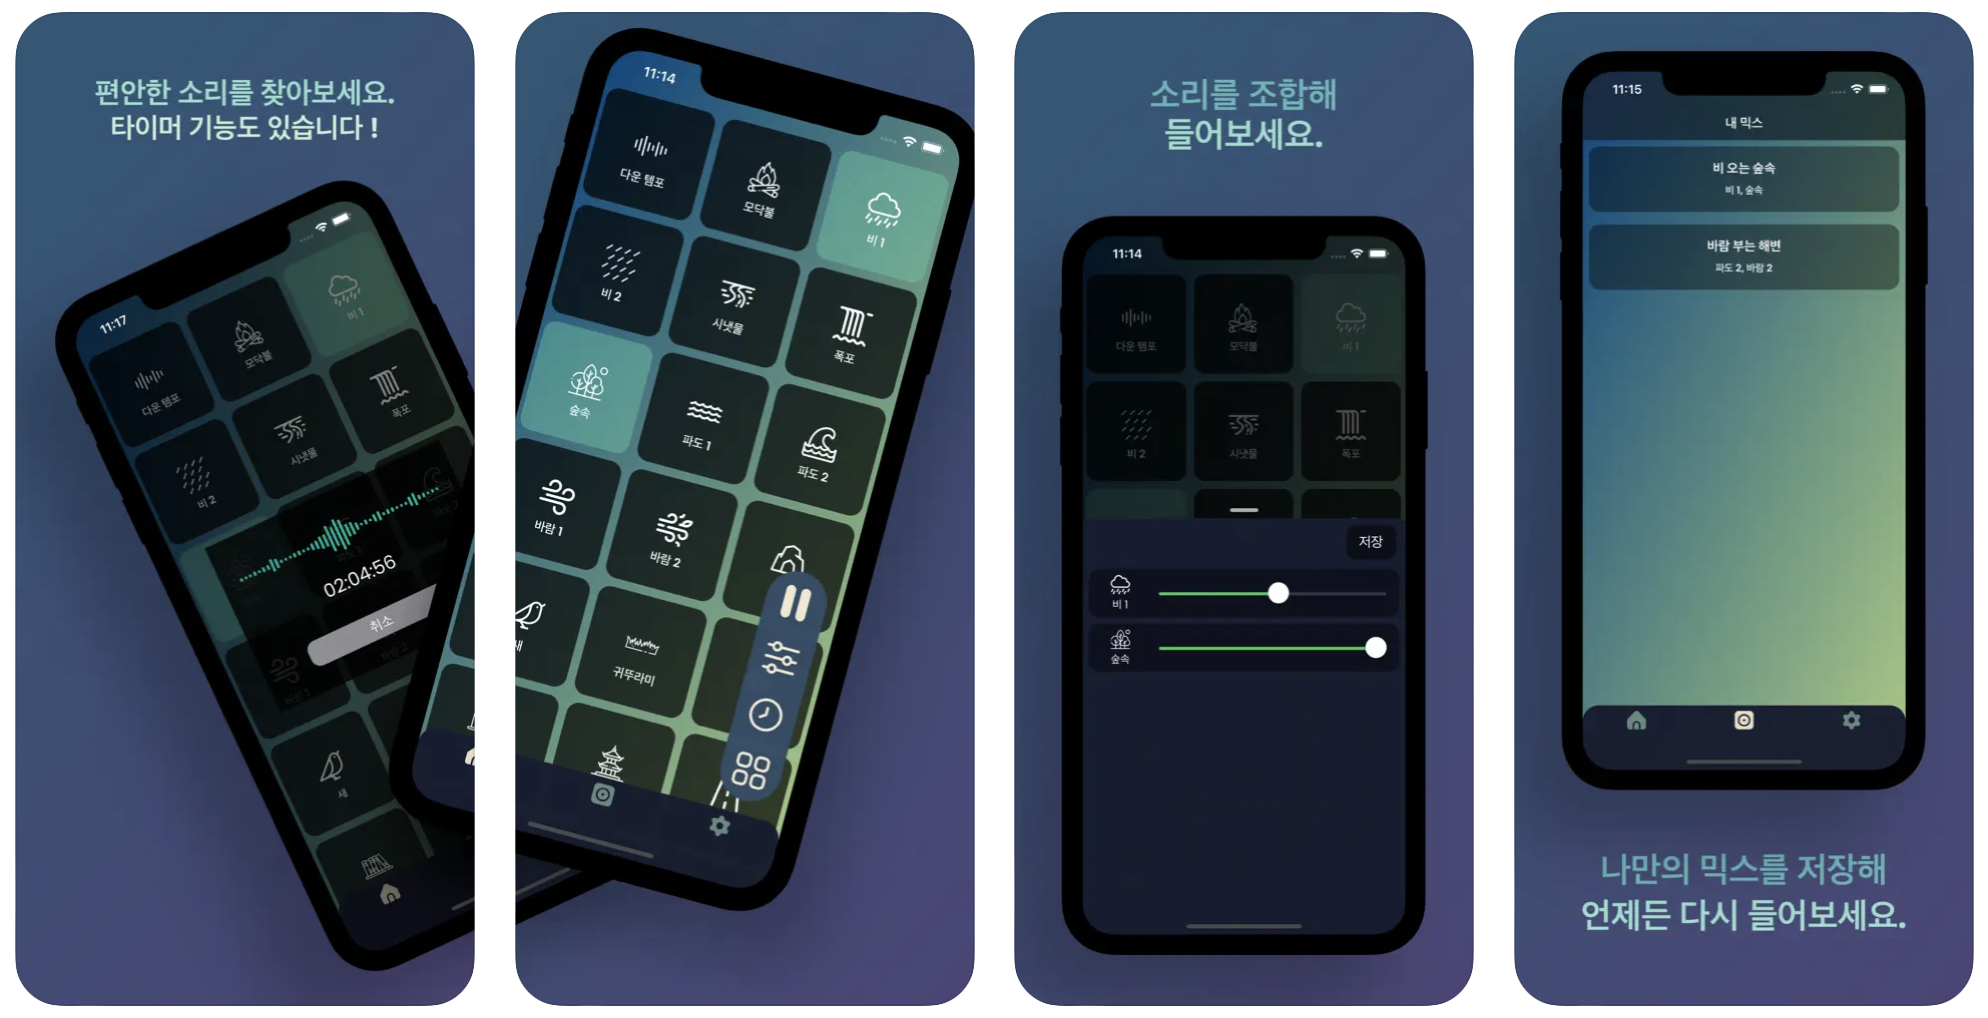 편안한 소리를 찾아보세요.
타이머 기능도 있습니다 !
11:17
다운 템포
모닥불
비 1
비 2
시냇물
폭포
02:04:56
취소
바람 1
바람 2
새
11:14
다운 템포
모닥불
비 1
비 2
시냇물
폭포
숲속
파도 1
파도 2
바람 1
바람 2
새
귀뚜라미
소리를 조합해
들어보세요.
11:14
다운 템포
모닥불
비 1
비 2
시냇물
폭포
저장
비 1
숲속
11:15
내 믹스
비 오는 숲속
비 1, 숲속
바람 부는 해변
파도 2, 바람 2
나만의 믹스를 저장해
언제든 다시 들어보세요.